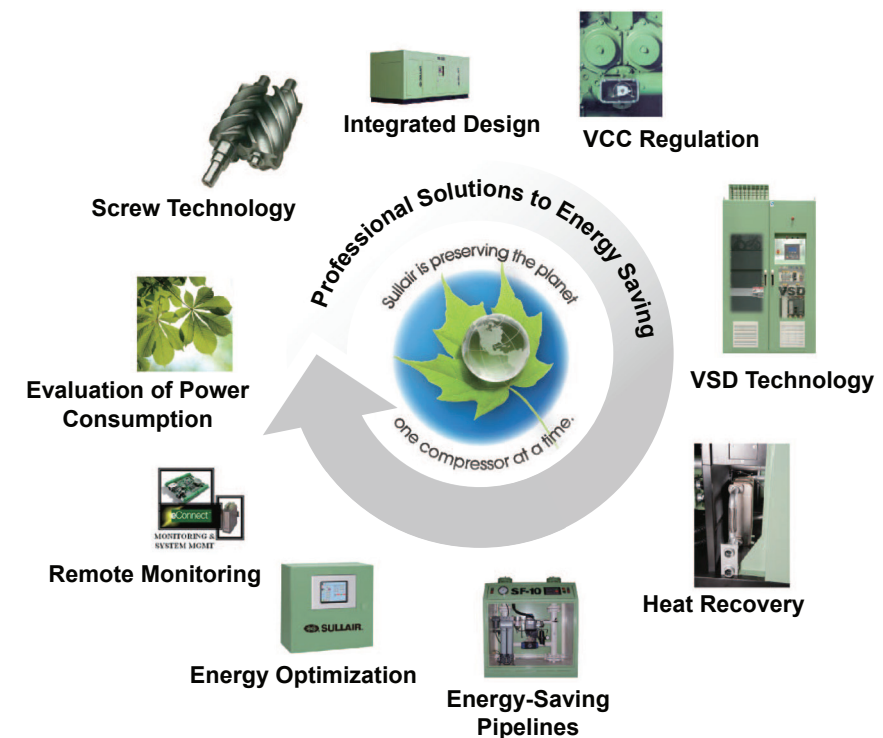 Integrated Design
VCC Regulation
Screw Technology
Professional Solutions to Energy Saving
Sullair is preserving the planet
one compressor at a time.
VSD
VSD Technology
Evaluation of Power
Consumption
eConnect
MONITORING &
SYSTEM MGMT
Remote Monitoring
Heat Recovery
SULLAIR
Energy Optimization
SF-10
Energy-Saving
Pipelines